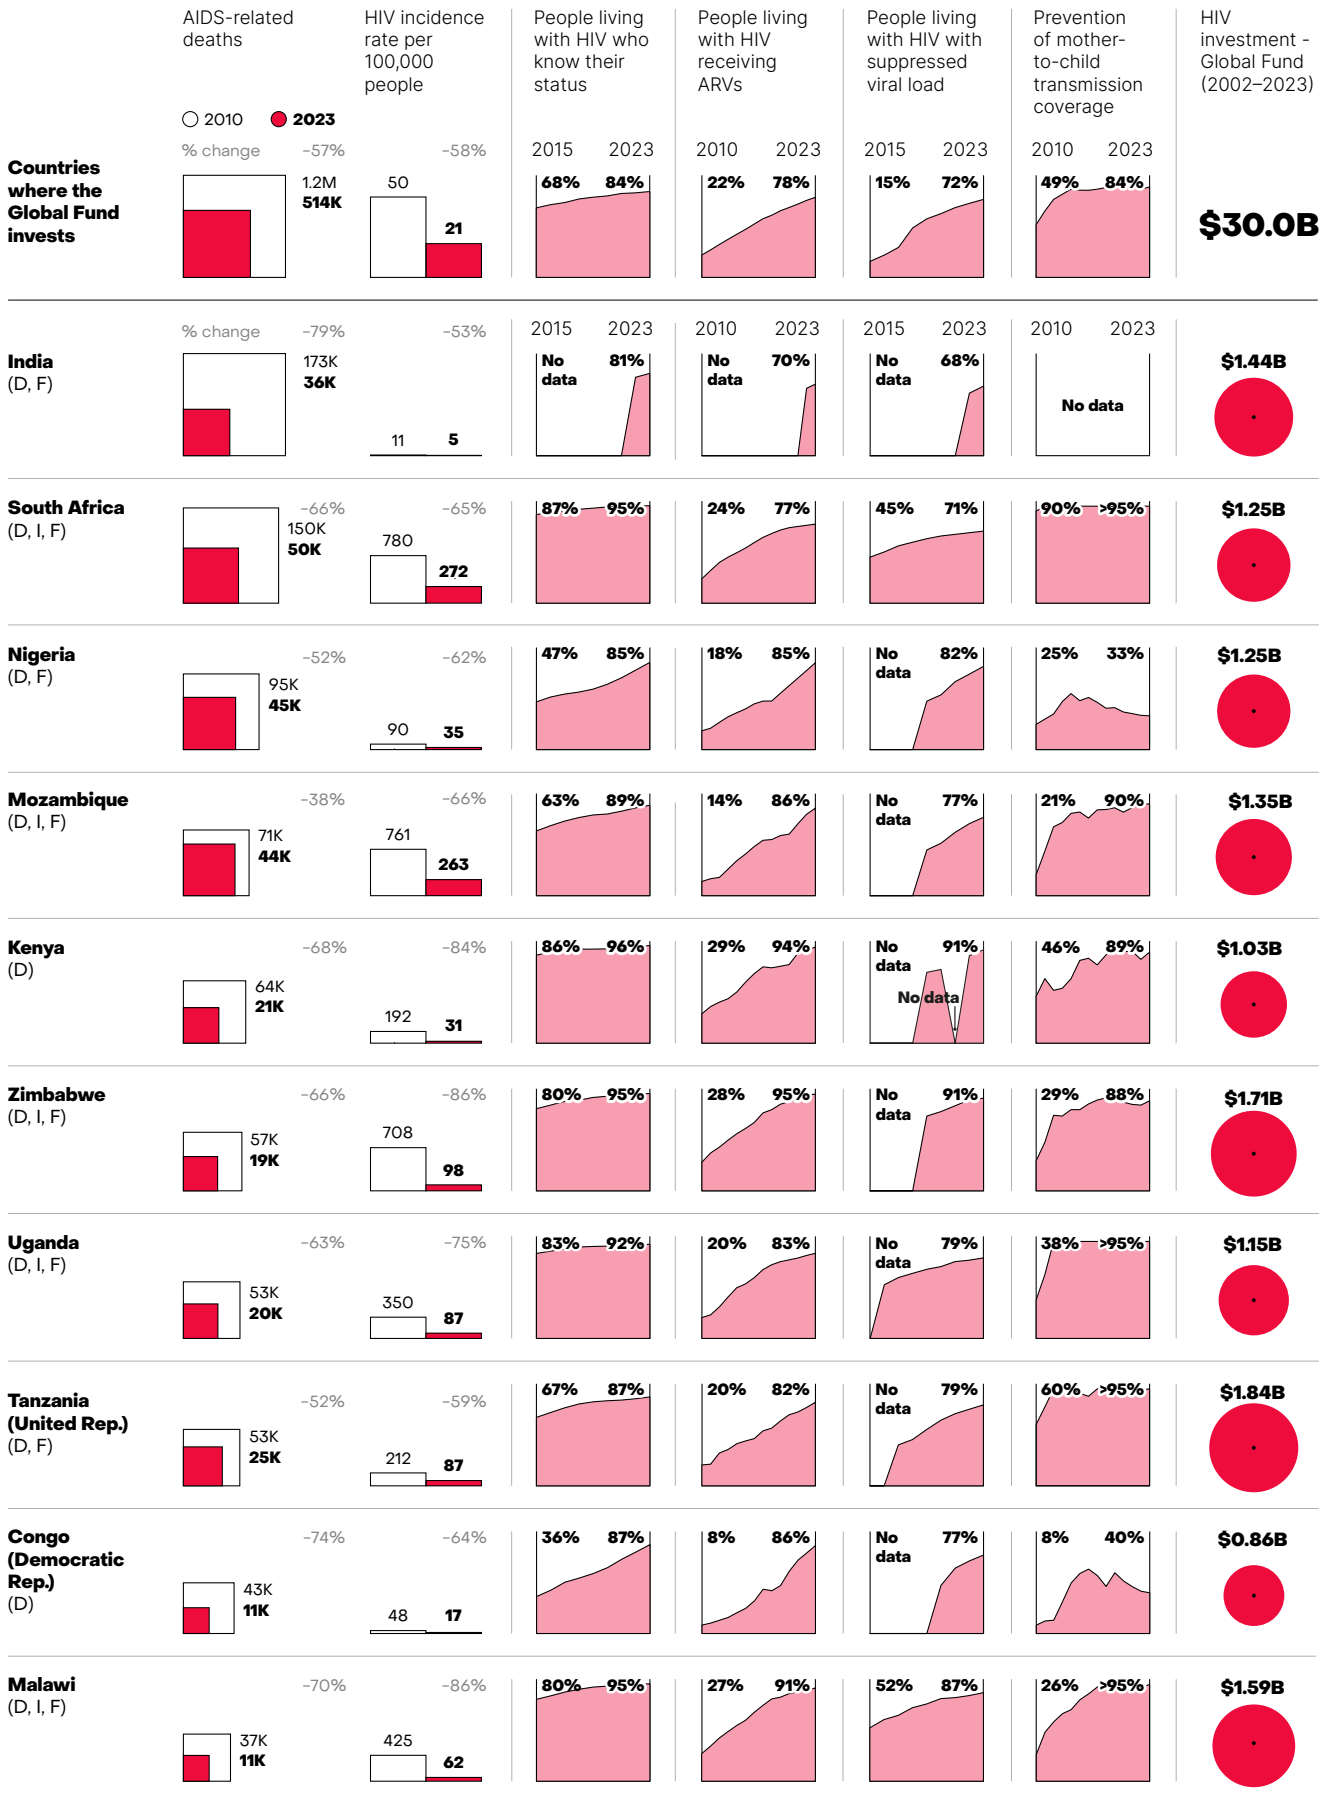 AIDS-related
deaths
HIV incidence
rate per
100,000
people
People living
with HIV who
know their
status
People living
with HIV
receiving
ARVs
People living
with HIV with
suppressed
viral load
Prevention
of mother-
to-child
transmission
coverage
HIV
investment -
Global Fund
(2002–2023)
2010 2023
Countries
where the
Global Fund
invests
% change -57% -58%
1.2M
514K
50
21
2015 2023
68% 84%
2010 2023
22% 78%
2015 2023
15% 72%
2010 2023
49% 84%
$30.0B
India
(D, F)
% change -79% -53%
173K
36K
11 5
2015 2023
No
data
81%
2010 2023
No
data
70%
2015 2023
No
data
68%
2010 2023
No data
$1.44B
South Africa
(D, I, F)
-66% -65%
150K
50K
780
272
87% 95%
24% 77%
45% 71%
90% >95%
$1.25B
Nigeria
(D, F)
-52% -62%
95K
45K
90 35
47% 85%
18% 85%
No
data
82%
25% 33%
$1.25B
Mozambique
(D, I, F)
-38% -66%
71K
44K
761
263
63% 89%
14% 86%
No
data
77%
21% 90%
$1.35B
Kenya
(D)
-68% -84%
64K
21K
192 31
86% 96%
29% 94%
No
data
91%
No data
46% 89%
$1.03B
Zimbabwe
(D, I, F)
-66% -86%
57K
19K
708
98
80% 95%
28% 95%
No
data
91%
29% 88%
$1.71B
Uganda
(D, I, F)
-63% -75%
53K
20K
350
87
83% 92%
20% 83%
No
data
79%
38% >95%
$1.15B
Tanzania
(United Rep.)
(D, F)
-52% -59%
53K
25K
212 87
67% 87%
20% 82%
No
data
79%
60% >95%
$1.84B
Congo
(Democratic
Rep.)
(D)
-74% -64%
43K
11K
48 17
36% 87%
8% 86%
No
data
77%
8% 40%
$0.86B
Malawi
(D, I, F)
-70% -86%
37K
11K
425
62
80% 95%
27% 91%
52% 87%
26% >95%
$1.59B